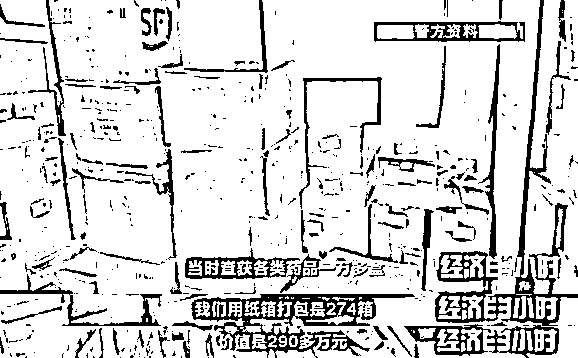 SF
警方资料
当时查获各类药品一万多盒
经济半小时
我们用纸箱打包是274箱
经济半小时
价值是290多万元
经济半小时